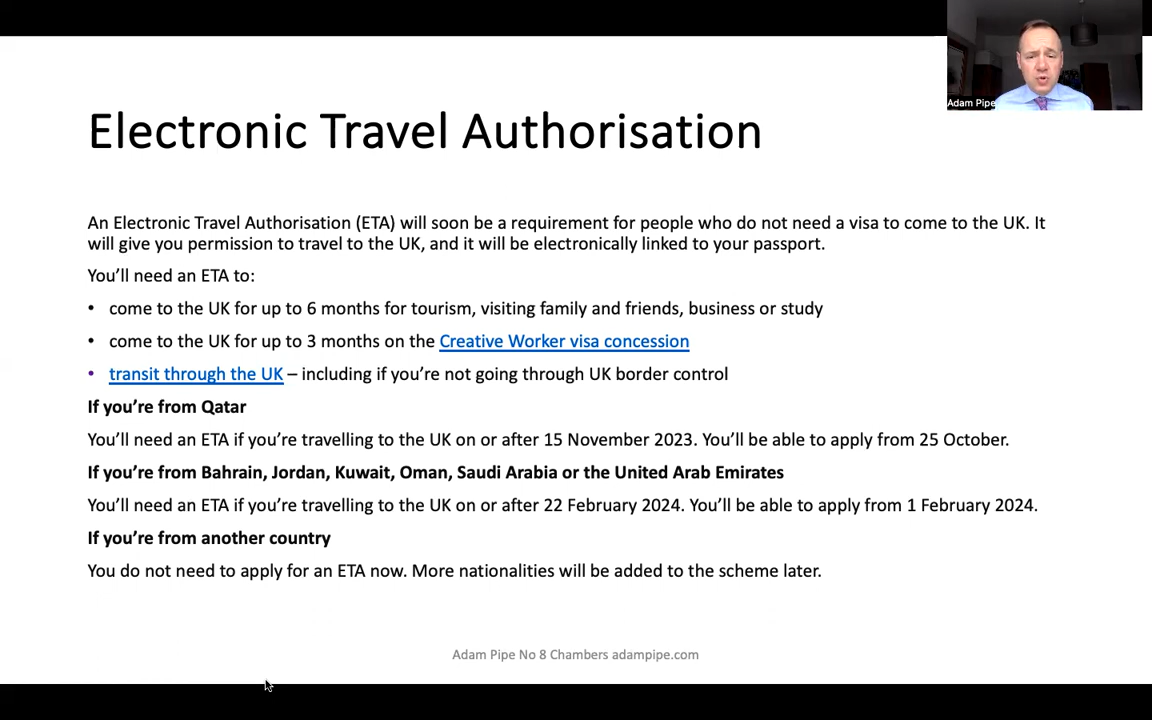 Adam Pipe
Electronic Travel Authorisation
An Electronic Travel Authorisation (ETA) will soon be a requirement for people who do not need a visa to come to the UK. It
will give you permission to travel to the UK, and it will be electronically linked to your passport.
You'll need an ETA to:
• come to the UK for up to 6 months for tourism, visiting family and friends, business or study
• come to the UK for up to 3 months on the Creative Worker visa concession
• transit through the UK – including if you're not going through UK border control
If you're from Qatar
You'll need an ETA if you're travelling to the UK on or after 15 November 2023. You'll be able to apply from 25 October.
If you're from Bahrain, Jordan, Kuwait, Oman, Saudi Arabia or the United Arab Emirates
You'll need an ETA if you're travelling to the UK on or after 22 February 2024. You'll be able to apply from 1 February 2024.
If you're from another country
You do not need to apply for an ETA now. More nationalities will be added to the scheme later.
Adam Pipe No 8 Chambers adampipe.com